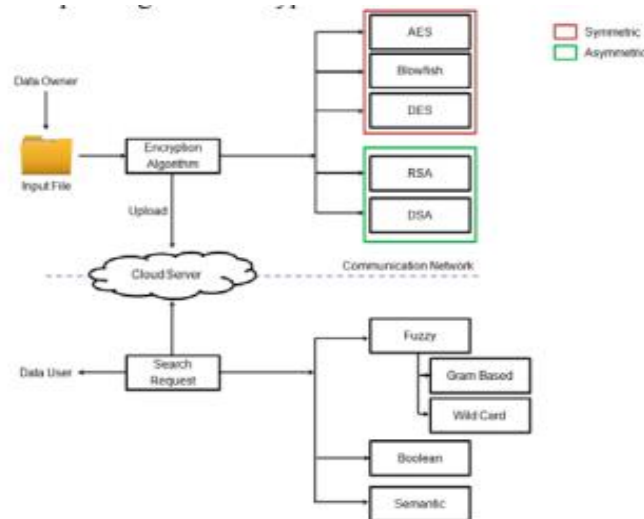 AES
Symmetric
Asymmetric
Blowfish
Data Owner
DES
Encryption
Algorithm
Input File
RSA
DSA
Upload
Cloud Server
Communication Network
Fuzzy
Data User
Search
Request
Gram Based
Wild Card
Boolean
Semantic